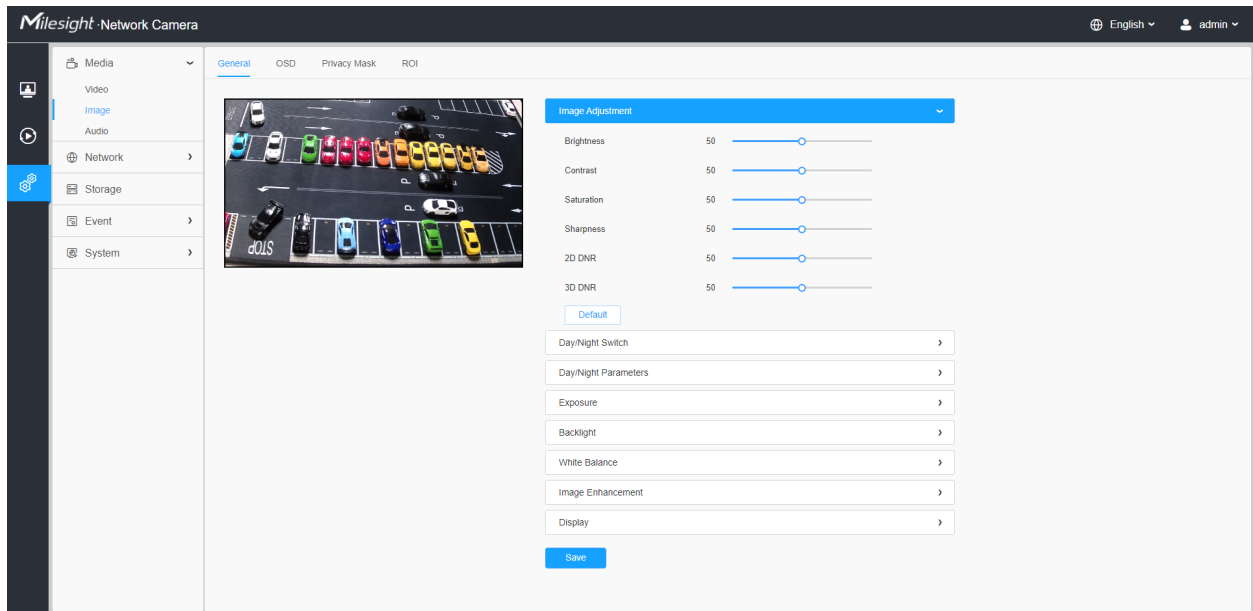 Milesight ·Network Camera
English
admin
Media
Video
Image
Audio
Network
Storage
Event
System
General
OSD
Privacy Mask
ROI
P
P
P
STOP
Image Adjustment
Brightness
50
Contrast
50
Saturation
50
Sharpness
50
2D DNR
50
3D DNR
50
Default
Day/Night Switch
Day/Night Parameters
Exposure
Backlight
White Balance
Image Enhancement
Display
Save